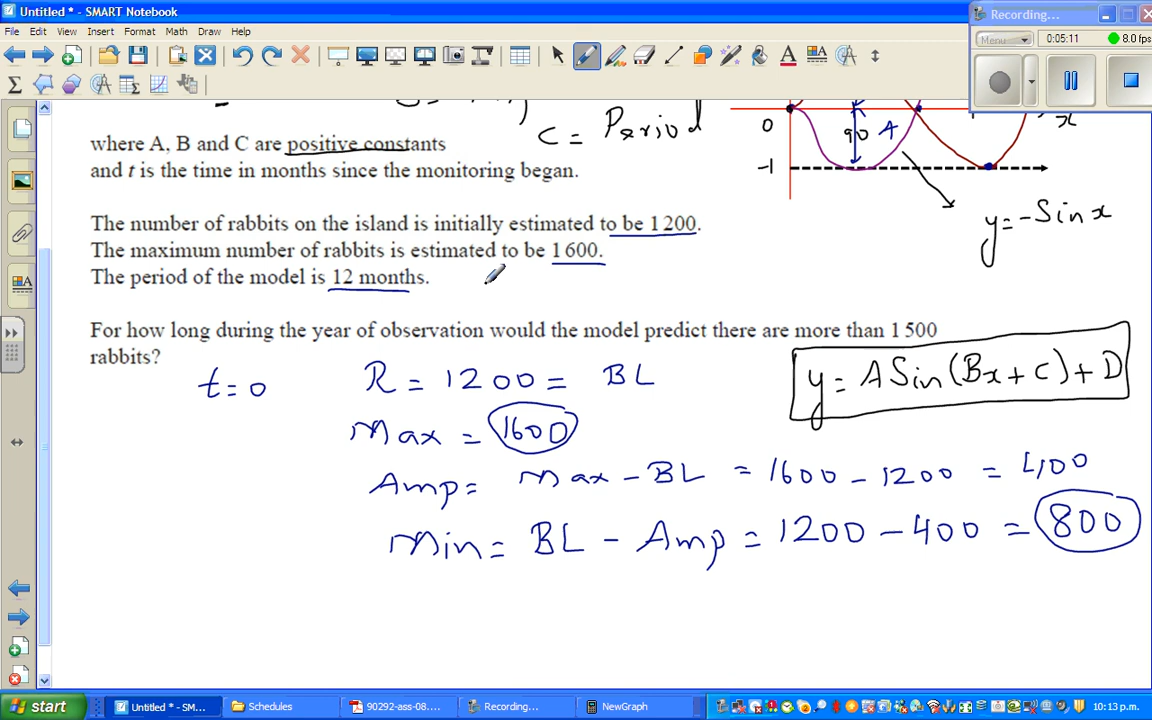 Untitled * - SMART Notebook
Recording...
File Edit View Insert Format Math Draw Help
Menu
0:05:11
8.0 fps
C = Period
0
90
A
x
where A, B and C are positive constants
-1
and t is the time in months since the monitoring began.
y = -Sin x
The number of rabbits on the island is initially estimated to be 1 200.
The maximum number of rabbits is estimated to be 1 600.
The period of the model is 12 months.
For how long during the year of observation would the model predict there are more than 1 500
rabbits?
t = 0 R = 1200 = BL
y = A Sin (Bx + C) + D
Max = 1600
Amp = Max - BL = 1600 - 1200 = 400
Min = BL - Amp = 1200 - 400 = 800
start
Untitled * - SM...
Schedules
90292-ass-08....
Recording...
NewGraph
10:13 p.m.